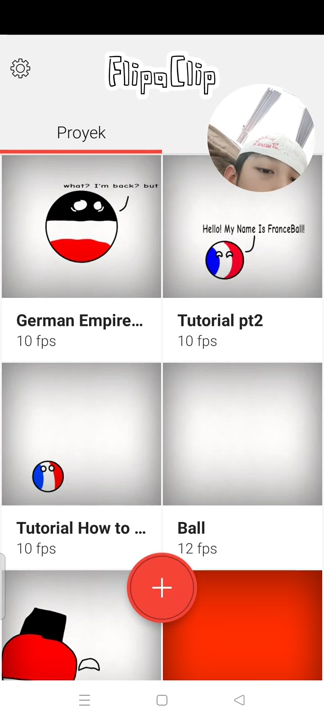 FlipaClip
Proyek
what? I'm back? but
Hello! My Name Is FranceBall!
German Empire...
10 fps
Tutorial pt2
10 fps
Tutorial How to ...
10 fps
Ball
12 fps